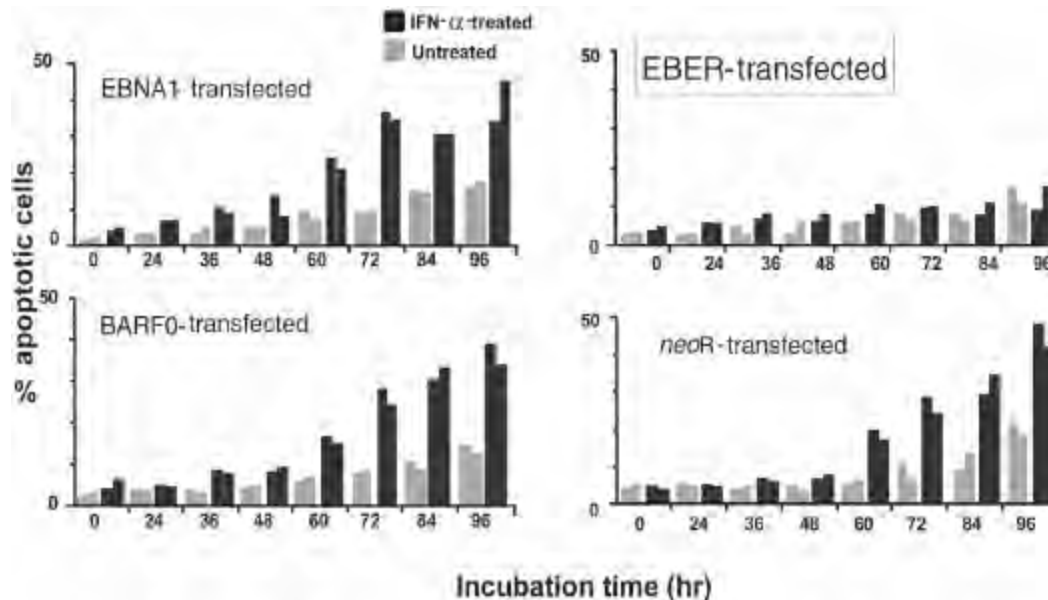 IFN-α-treated
Untreated
50
EBNA1-transfected
0
0 24 36 48 60 72 84 96
50
EBER-transfected
0
0 24 36 48 60 72 84 96
50
BARF0-transfected
0
0 24 36 48 60 72 84 96
50
neoR-transfected
0
0 24 36 48 60 72 84 96
% apoptotic cells
Incubation time (hr)